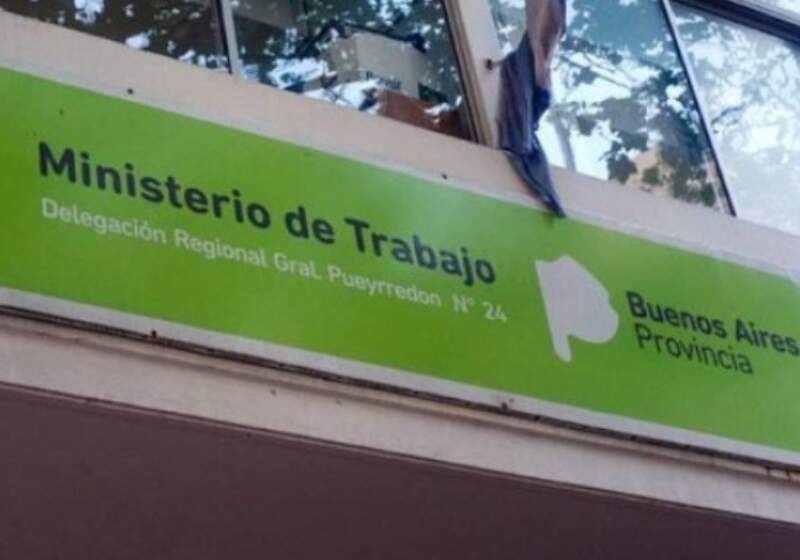 Ministerio de Trabajo
Delegación Regional Gral. Pueyrredon N° 24
Buenos Aires
Provincia